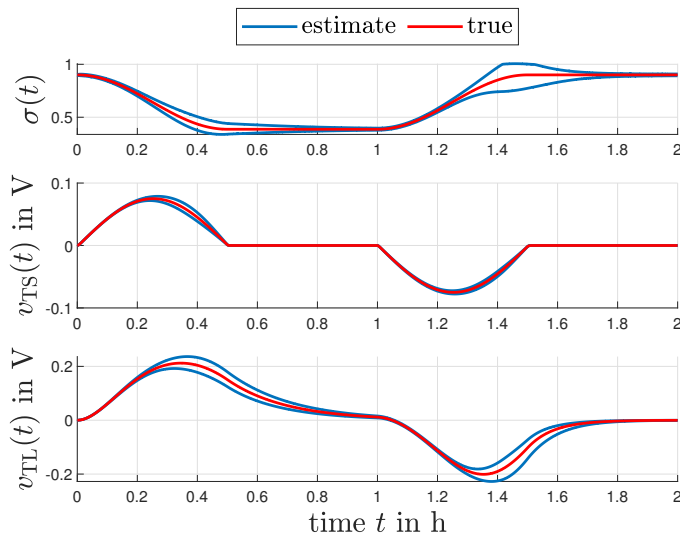 estimate true
σ(t)
1
0.5
0 0.2 0.4 0.6 0.8 1 1.2 1.4 1.6 1.8 2
v_TS(t) in V
0.1
0
-0.1
0 0.2 0.4 0.6 0.8 1 1.2 1.4 1.6 1.8 2
v_TL(t) in V
0.2
0
-0.2
0 0.2 0.4 0.6 0.8 1 1.2 1.4 1.6 1.8 2
time t in h